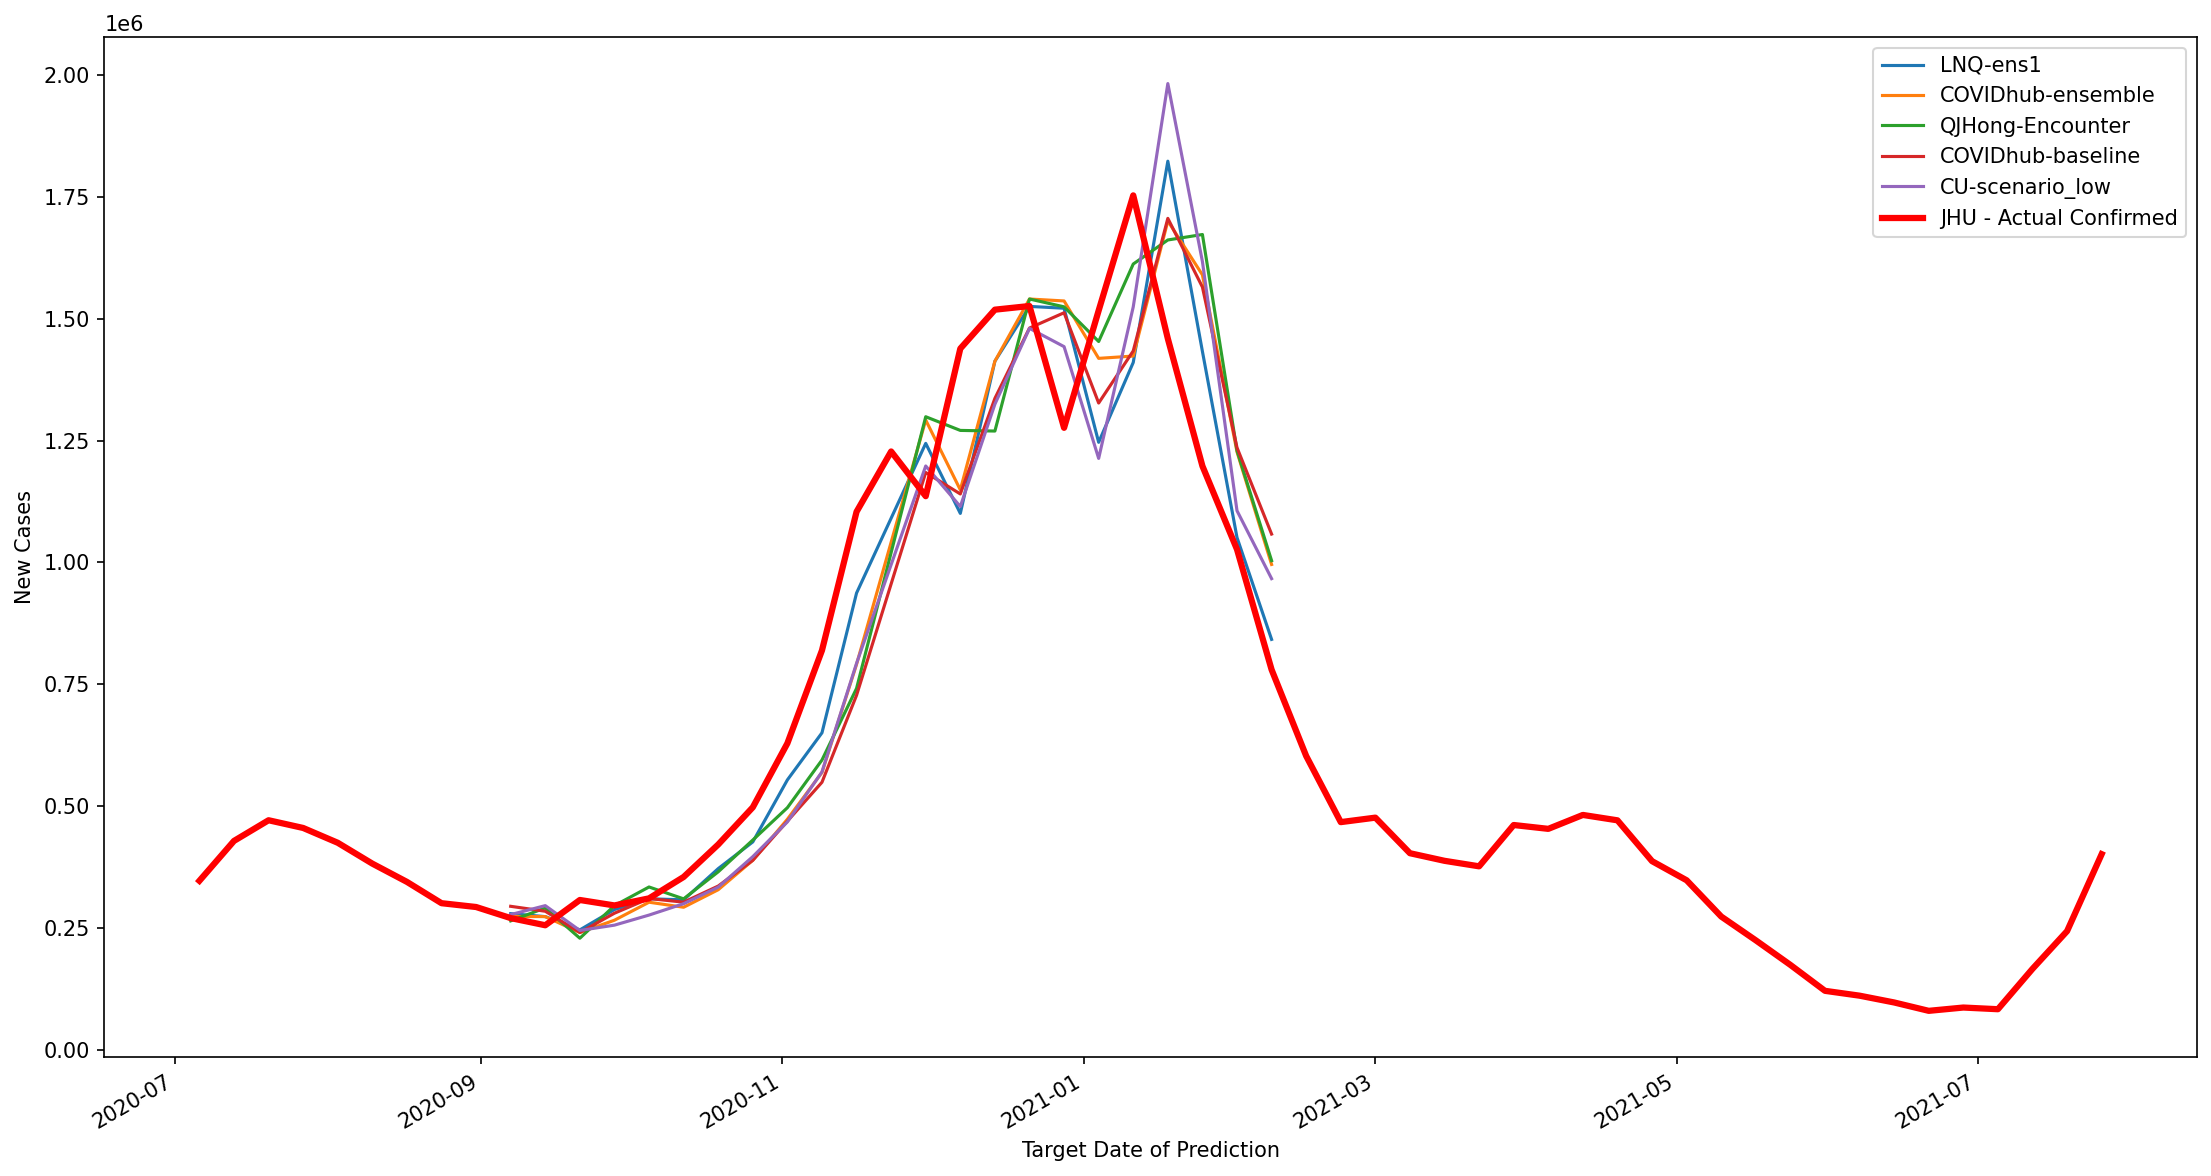 1e6
2.00
1.75
1.50
1.25
1.00
0.75
0.50
0.25
0.00
New Cases
LNQ-ens1
COVIDhub-ensemble
QJHong-Encounter
COVIDhub-baseline
CU-scenario_low
JHU - Actual Confirmed
2020-07
2020-09
2020-11
2021-01
2021-03
2021-05
2021-07
Target Date of Prediction